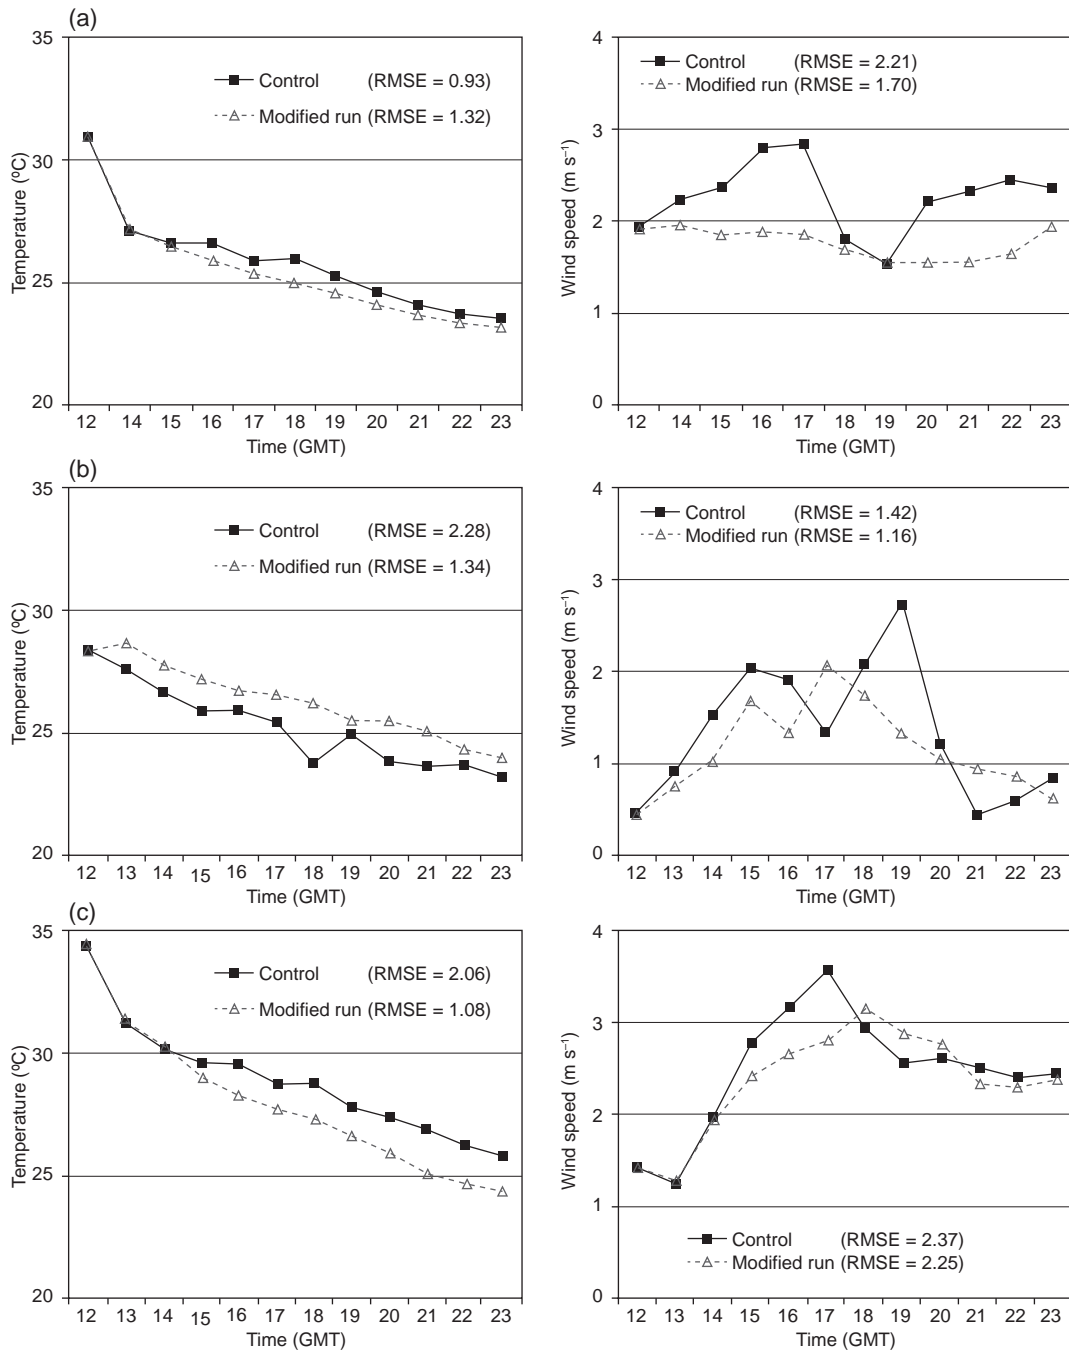 (a)
35
30
25
20
Temperature (ºC)
Control (RMSE = 0.93)
Modified run (RMSE = 1.32)
12 14 15 16 17 18 19 20 21 22 23
Time (GMT)
4
3
2
1
0
Wind speed (m s⁻¹)
Control (RMSE = 2.21)
Modified run (RMSE = 1.70)
12 14 15 16 17 18 19 20 21 22 23
Time (GMT)
(b)
35
30
25
20
Temperature (ºC)
Control (RMSE = 2.28)
Modified run (RMSE = 1.34)
12 13 14 15 16 17 18 19 20 21 22 23
Time (GMT)
4
3
2
1
0
Wind speed (m s⁻¹)
Control (RMSE = 1.42)
Modified run (RMSE = 1.16)
12 13 14 15 16 17 18 19 20 21 22 23
Time (GMT)
(c)
35
30
25
20
Temperature (ºC)
Control (RMSE = 2.06)
Modified run (RMSE = 1.08)
12 13 14 15 16 17 18 19 20 21 22 23
Time (GMT)
4
3
2
1
0
Wind speed (m s⁻¹)
Control (RMSE = 2.37)
Modified run (RMSE = 2.25)
12 13 14 15 16 17 18 19 20 21 22 23
Time (GMT)